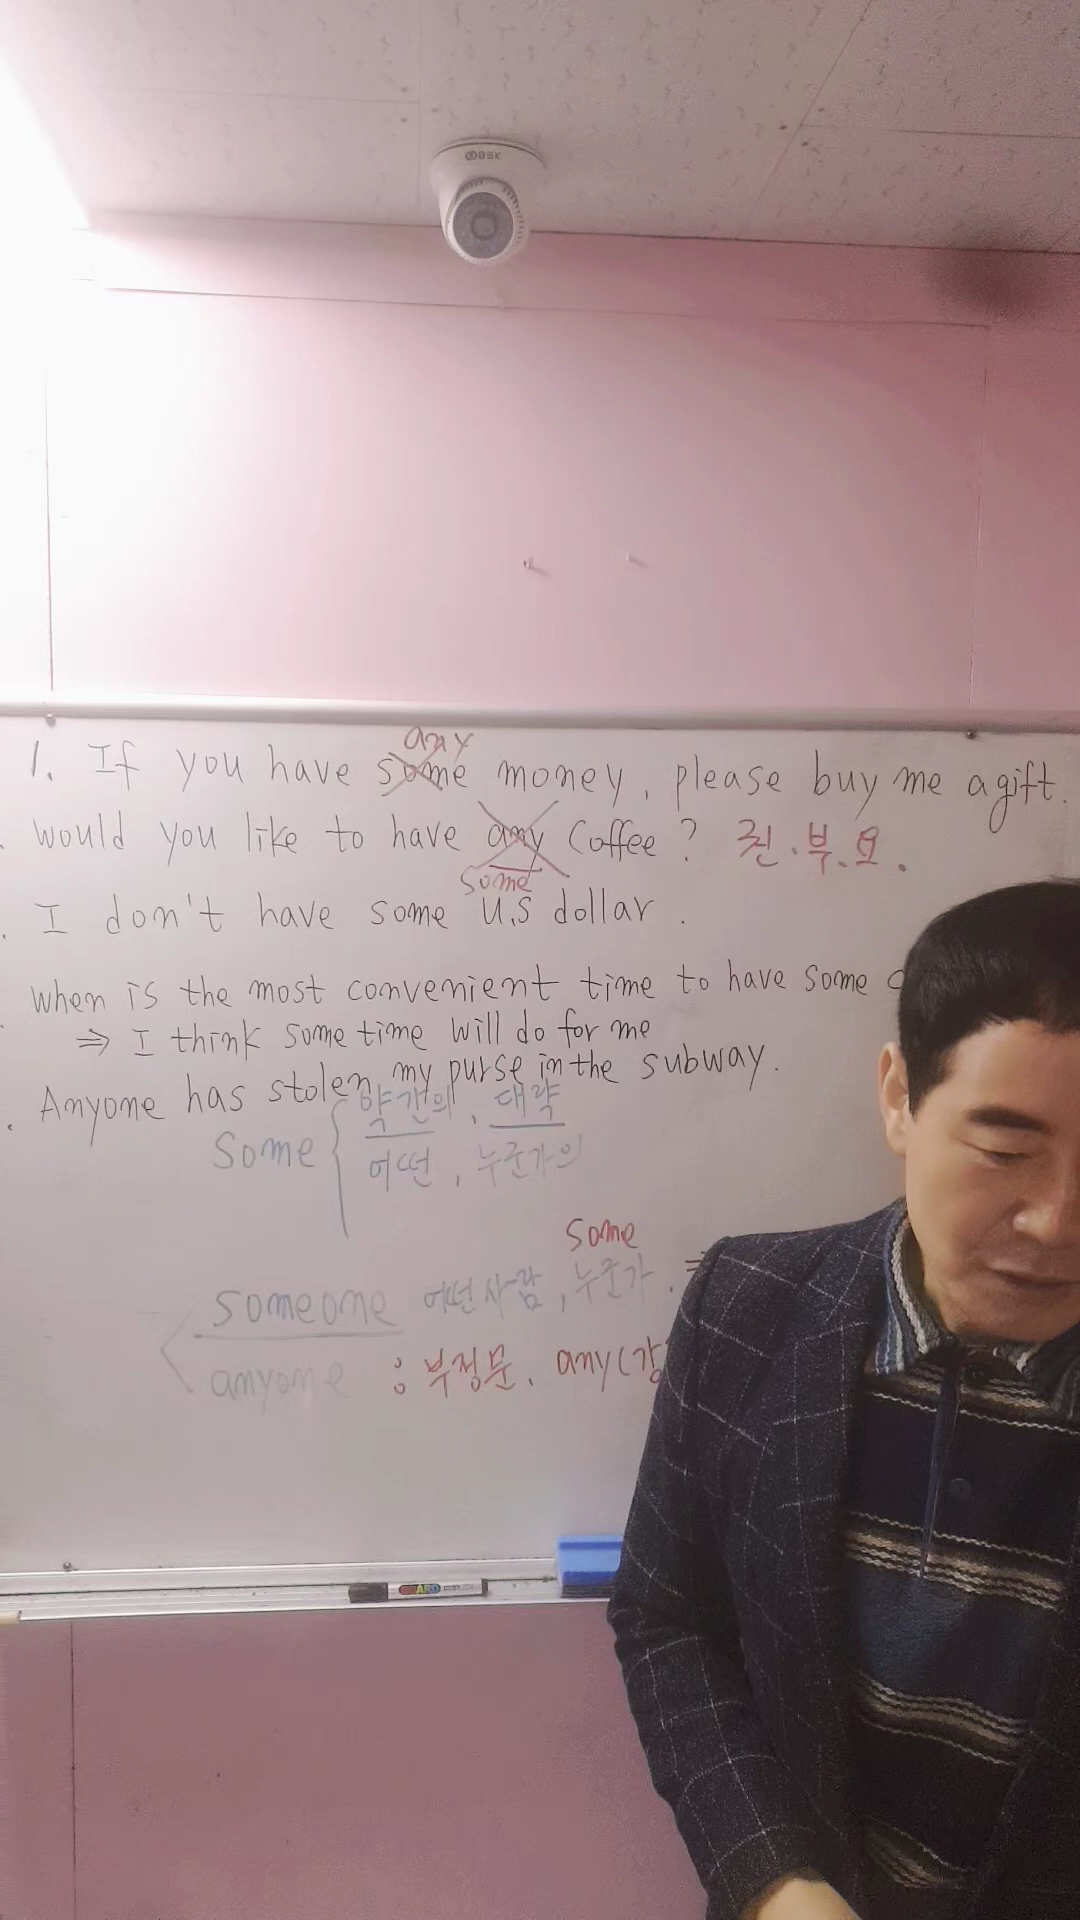 BSK
any
1. If you have some money, please buy me a gift.
would you like to have any Coffee? 권.부.요.
some
I don't have some U.S dollar.
When is the most convenient time to have some
⇒ I think some time will do for me
Anyone has stolen my purse in the subway.
약간의, 대략
Some { 어떤, 누군가의
some
someone 어떤 사람, 누군가. ⇒
anyone : 부정문. any(강
BOARD